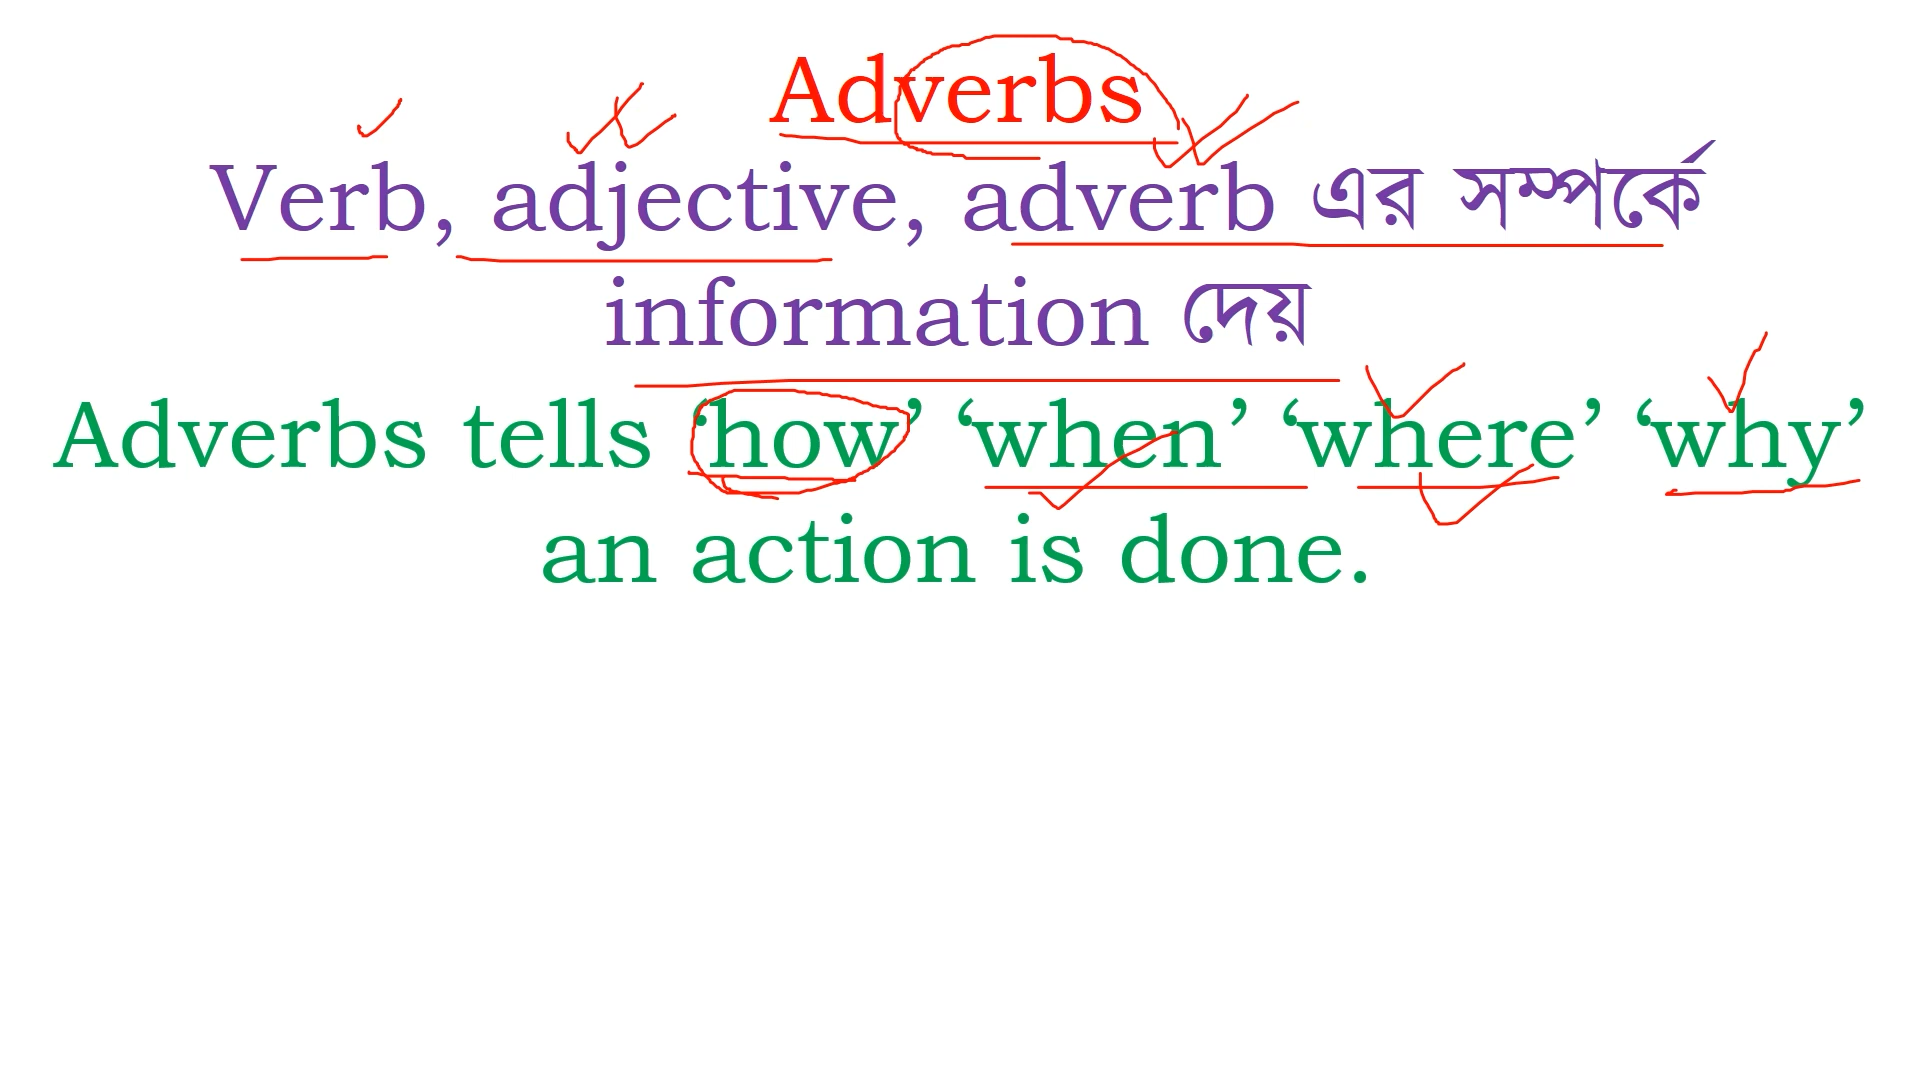 Adverbs
Verb, adjective, adverb এর সম্পর্কে
information দেয়
Adverbs tells ‘how’ ‘when’ ‘where’ ‘why’
an action is done.